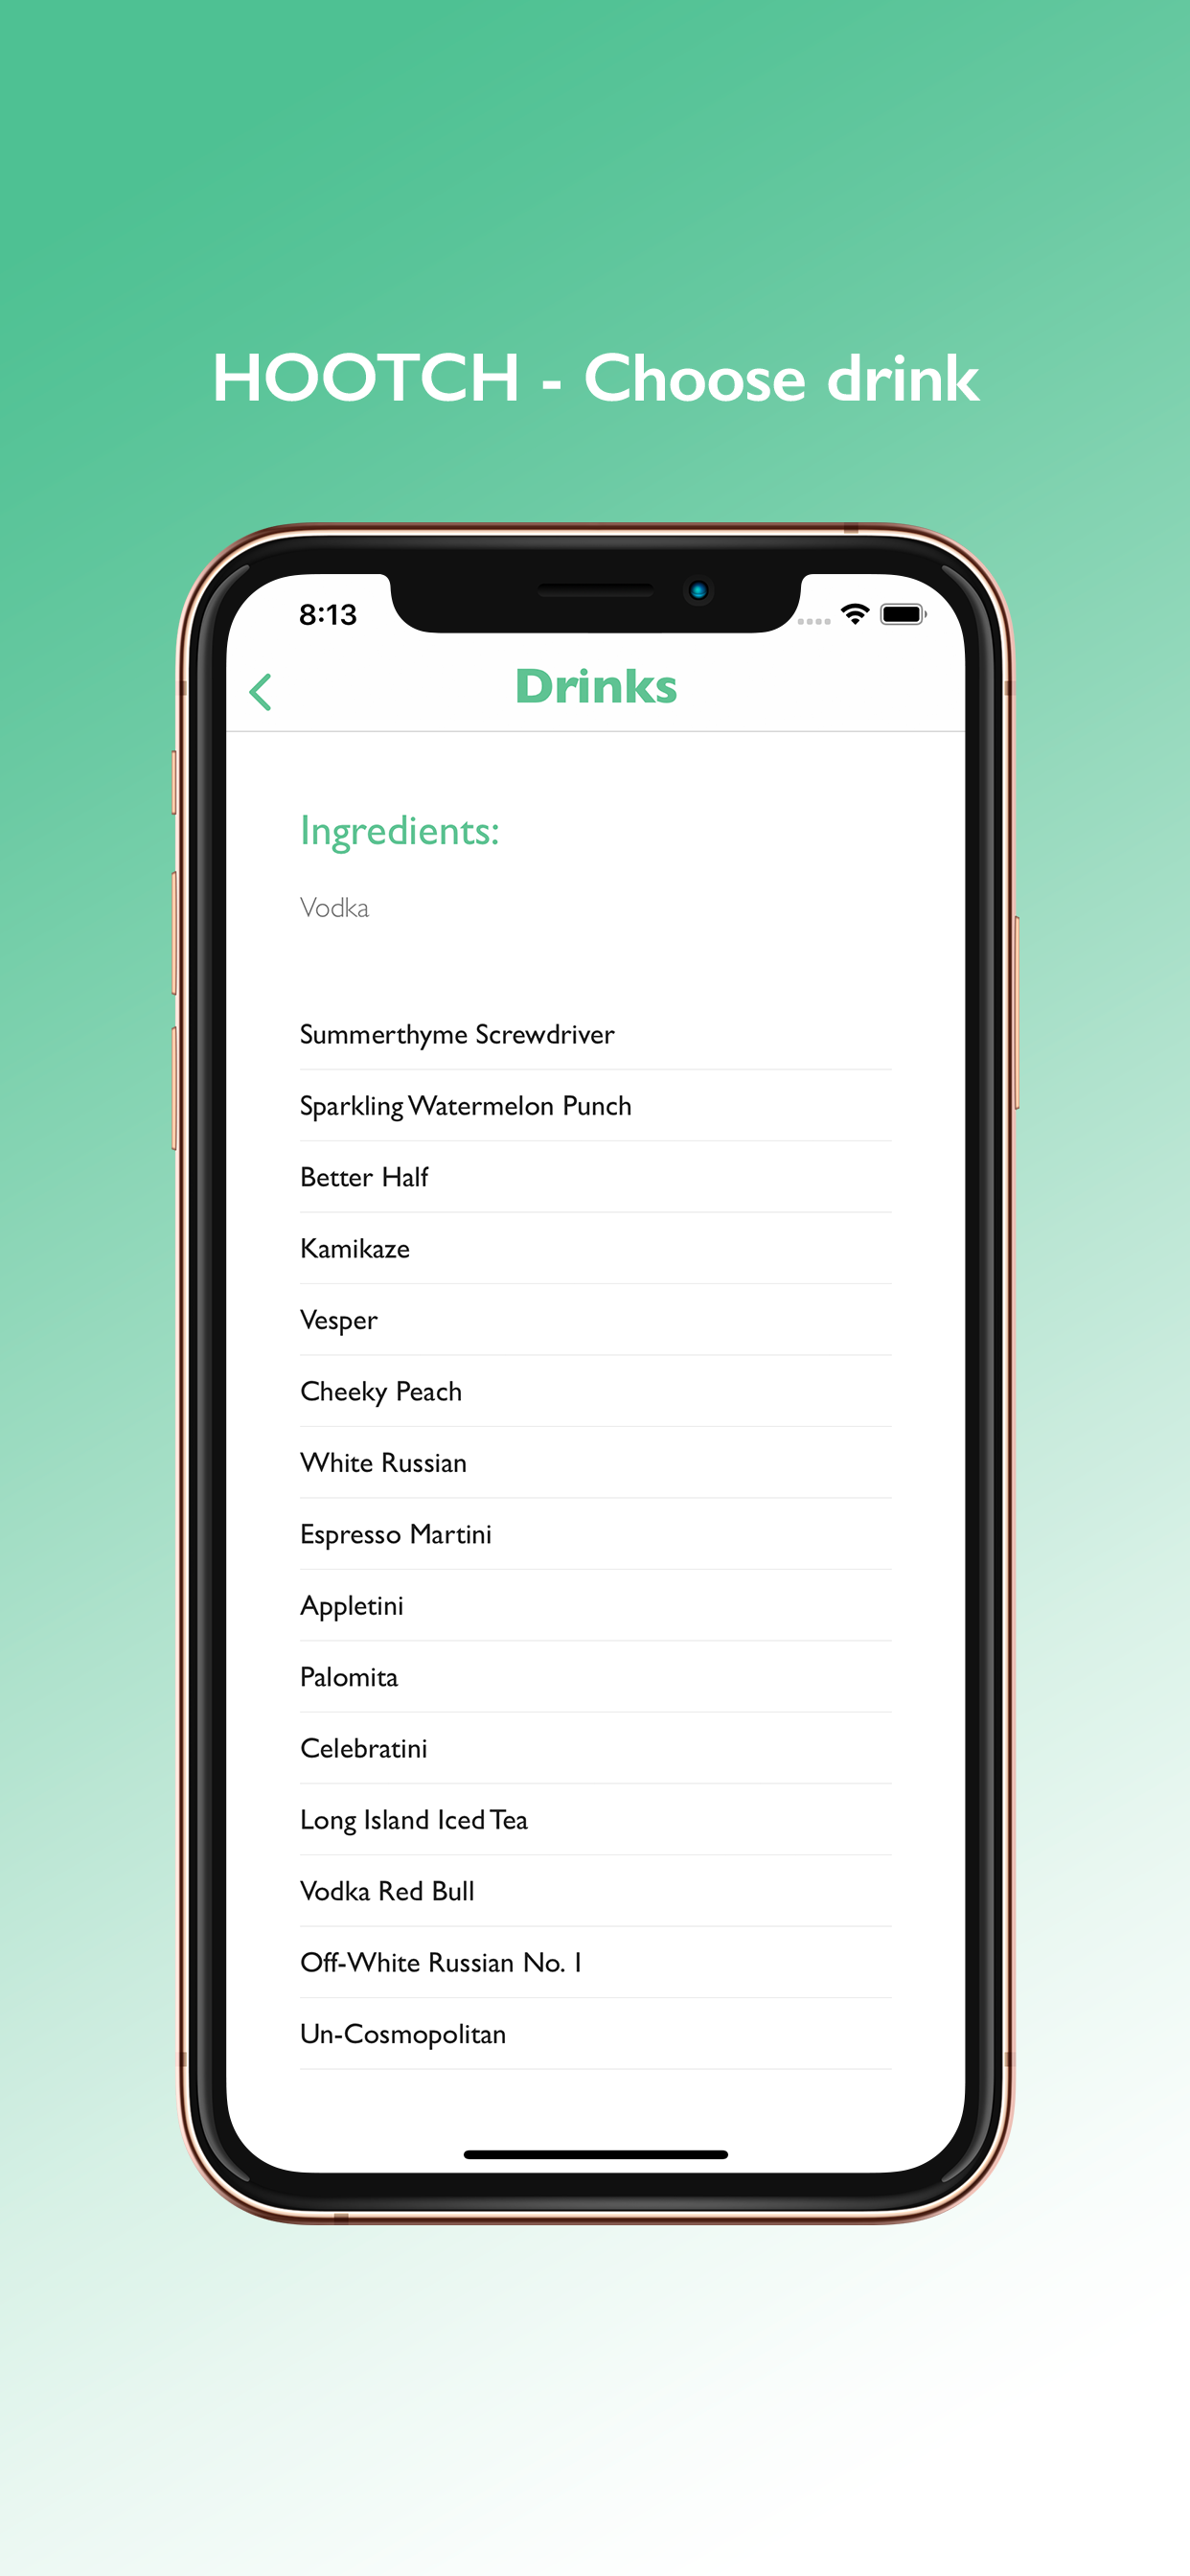 HOOTCH - Choose drink
8:13
Drinks
Ingredients:
Vodka
Summerthyme Screwdriver
Sparkling Watermelon Punch
Better Half
Kamikaze
Vesper
Cheeky Peach
White Russian
Espresso Martini
Appletini
Palomita
Celebratini
Long Island Iced Tea
Vodka Red Bull
Off-White Russian No. 1
Un-Cosmopolitan